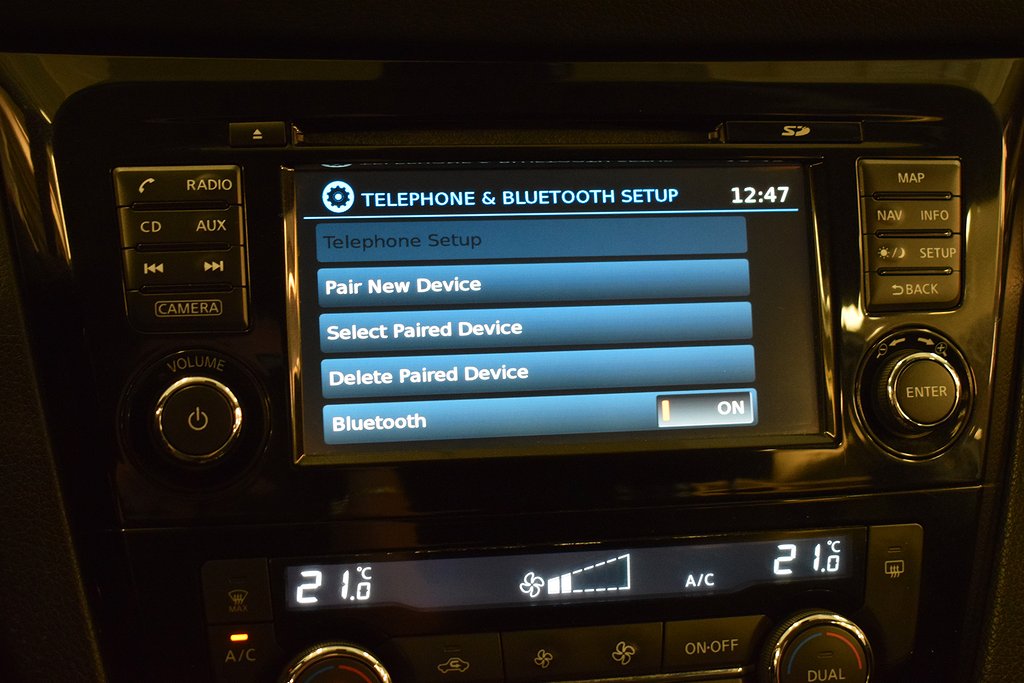 SD
RADIO
CD AUX
CAMERA
VOLUME
TELEPHONE & BLUETOOTH SETUP 12:47
Telephone Setup
Pair New Device
Select Paired Device
Delete Paired Device
Bluetooth ON
MAP
NAV INFO
SETUP
BACK
ENTER
21.0°C A/C 21.0°C
MAX
A/C
ON·OFF
DUAL